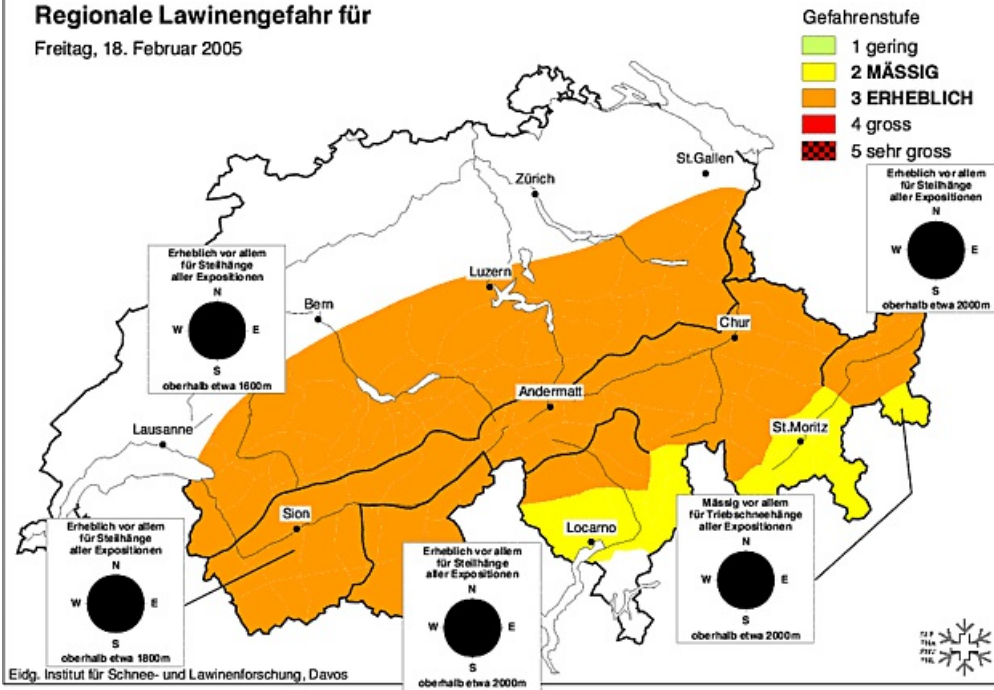 Regionale Lawinengefahr für
Freitag, 18. Februar 2005
Gefahrenstufe
1 gering
2 MÄSSIG
3 ERHEBLICH
4 gross
5 sehr gross
Erheblich vor allem
für Steilhänge
aller Expositionen
N
W
E
S
oberhalb etwa 2000m
St.Gallen
Zürich
Erheblich vor allem
für Steilhänge
aller Expositionen
N
W
E
S
oberhalb etwa 1600m
Luzern
Bern
Chur
Andermatt
Lausanne
St.Moritz
Sion
Locarno
Mässig vor allem
für Triebschneehänge
aller Expositionen
N
W
E
S
oberhalb etwa 2000m
Erheblich vor allem
für Steilhänge
aller Expositionen
N
W
E
S
oberhalb etwa 1800m
Erheblich vor allem
für Steilhänge
aller Expositionen
N
W
E
S
oberhalb etwa 2000m
Eidg. Institut für Schnee- und Lawinenforschung, Davos